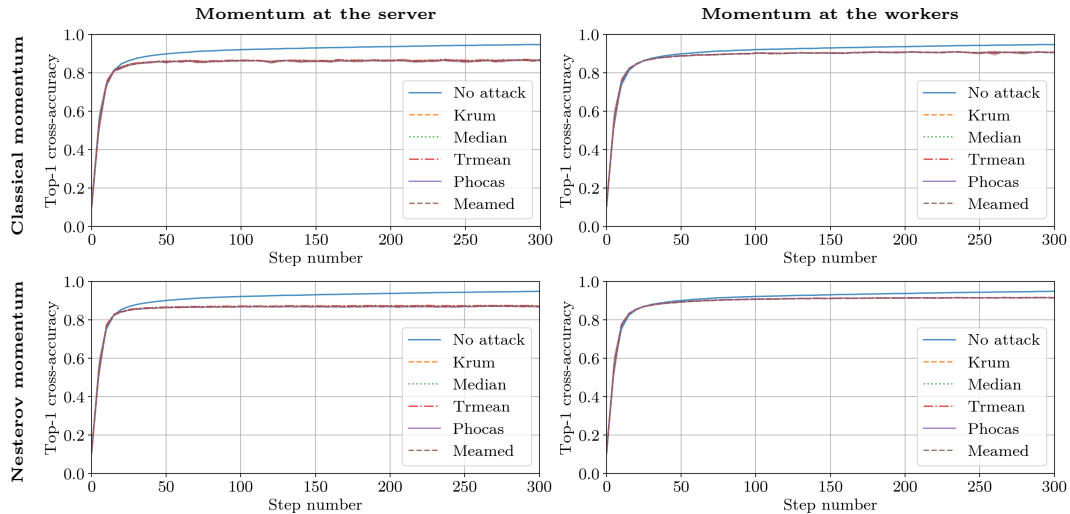 Momentum at the server
Momentum at the workers
Classical momentum
Top-1 cross-accuracy
1.0
0.8
0.6
0.4
0.2
0.0
No attack
Krum
Median
Trmean
Phocas
Meamed
0 50 100 150 200 250 300
Step number
Top-1 cross-accuracy
1.0
0.8
0.6
0.4
0.2
0.0
No attack
Krum
Median
Trmean
Phocas
Meamed
0 50 100 150 200 250 300
Step number
Nesterov momentum
Top-1 cross-accuracy
1.0
0.8
0.6
0.4
0.2
0.0
No attack
Krum
Median
Trmean
Phocas
Meamed
0 50 100 150 200 250 300
Step number
Top-1 cross-accuracy
1.0
0.8
0.6
0.4
0.2
0.0
No attack
Krum
Median
Trmean
Phocas
Meamed
0 50 100 150 200 250 300
Step number